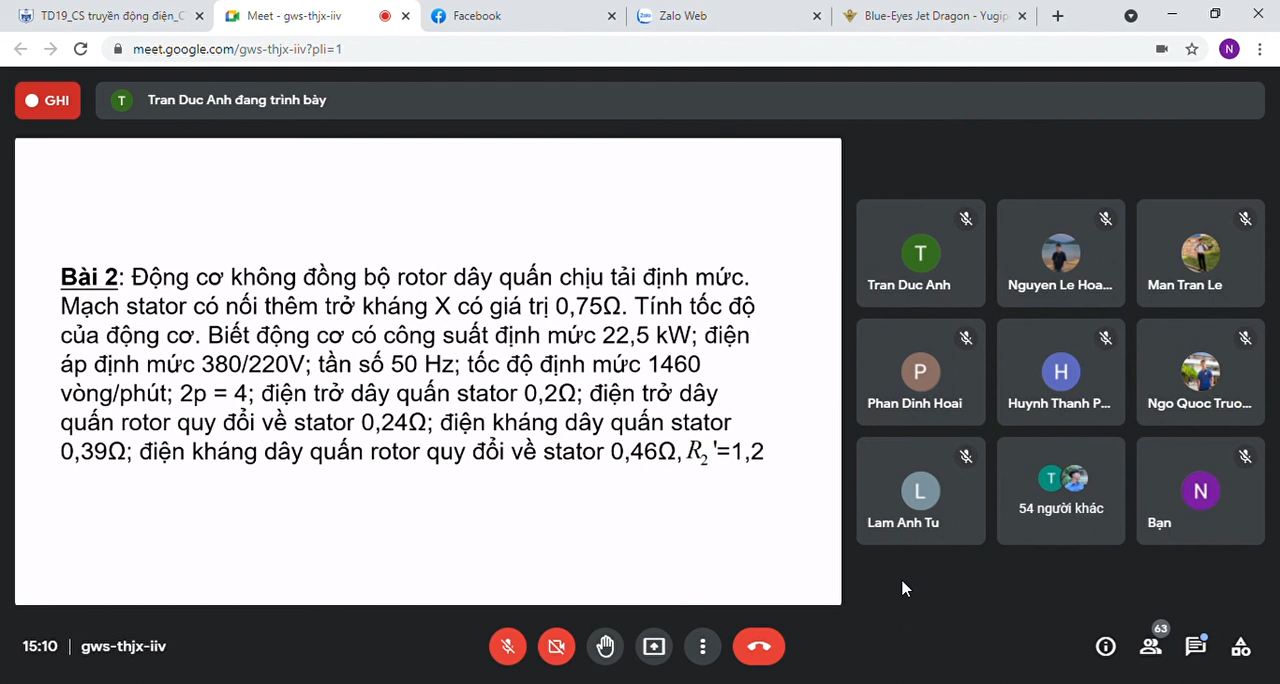 TD19_CS truyền động điện_C
Meet - gws-thjx-iiv
Facebook
Zalo Web
Blue-Eyes Jet Dragon - Yugip
meet.google.com/gws-thjx-iiv?pli=1
N
GHI
T
Tran Duc Anh đang trình bày
Bài 2: Động cơ không đồng bộ rotor dây quấn chịu tải định mức.
Mạch stator có nối thêm trở kháng X có giá trị 0,75Ω. Tính tốc độ
của động cơ. Biết động cơ có công suất định mức 22,5 kW; điện
áp định mức 380/220V; tần số 50 Hz; tốc độ định mức 1460
vòng/phút; 2p = 4; điện trở dây quấn stator 0,2Ω; điện trở dây
quấn rotor quy đổi về stator 0,24Ω; điện kháng dây quấn stator
0,39Ω; điện kháng dây quấn rotor quy đổi về stator 0,46Ω, R₂'=1,2
T
Tran Duc Anh
Nguyen Le Hoa...
Man Tran Le
P
Phan Dinh Hoai
H
Huynh Thanh P...
Ngo Quoc Truo...
L
Lam Anh Tu
T
54 người khác
N
Bạn
15:10
gws-thjx-iiv
63